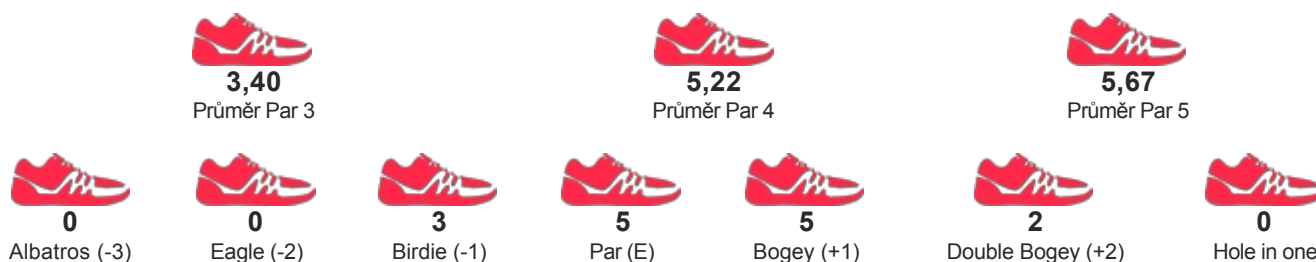 3,40 5,22 5,67
Průměr Par 3 Průměr Par 4 Průměr Par 5
0 0 3 5 5 2 0
Albatros (-3) Eagle (-2) Birdie (-1) Par (E) Bogey (+1) Double Bogey (+2) Hole in one